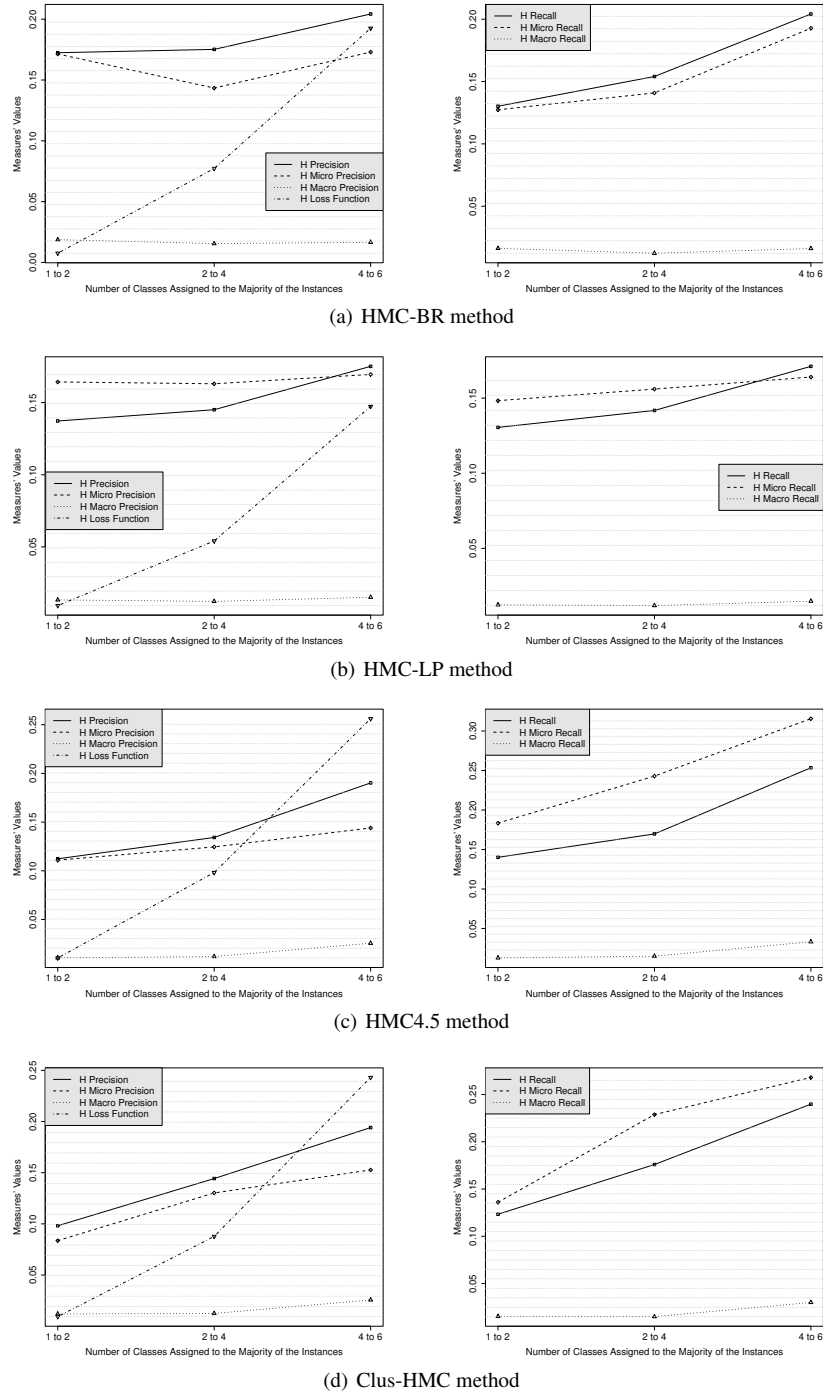 Measures' Values
0.00 0.05 0.10 0.15 0.20
H Precision
H Micro Precision
H Macro Precision
H Loss Function
1 to 2 2 to 4 4 to 6
Number of Classes Assigned to the Majority of the Instances
Measures' Values
0.05 0.10 0.15 0.20
H Recall
H Micro Recall
H Macro Recall
1 to 2 2 to 4 4 to 6
Number of Classes Assigned to the Majority of the Instances
(a) HMC-BR method
Measures' Values
0.05 0.10 0.15
H Precision
H Micro Precision
H Macro Precision
H Loss Function
1 to 2 2 to 4 4 to 6
Number of Classes Assigned to the Majority of the Instances
Measures' Values
0.05 0.10 0.15
H Recall
H Micro Recall
H Macro Recall
1 to 2 2 to 4 4 to 6
Number of Classes Assigned to the Majority of the Instances
(b) HMC-LP method
Measures' Values
0.05 0.10 0.15 0.20 0.25
H Precision
H Micro Precision
H Macro Precision
H Loss Function
1 to 2 2 to 4 4 to 6
Number of Classes Assigned to the Majority of the Instances
Measures' Values
0.05 0.10 0.15 0.20 0.25 0.30
H Recall
H Micro Recall
H Macro Recall
1 to 2 2 to 4 4 to 6
Number of Classes Assigned to the Majority of the Instances
(c) HMC4.5 method
Measures' Values
0.05 0.10 0.15 0.20 0.25
H Precision
H Micro Precision
H Macro Precision
H Loss Function
1 to 2 2 to 4 4 to 6
Number of Classes Assigned to the Majority of the Instances
Measures' Values
0.05 0.10 0.15 0.20 0.25
H Recall
H Micro Recall
H Macro Recall
1 to 2 2 to 4 4 to 6
Number of Classes Assigned to the Majority of the Instances
(d) Clus-HMC method